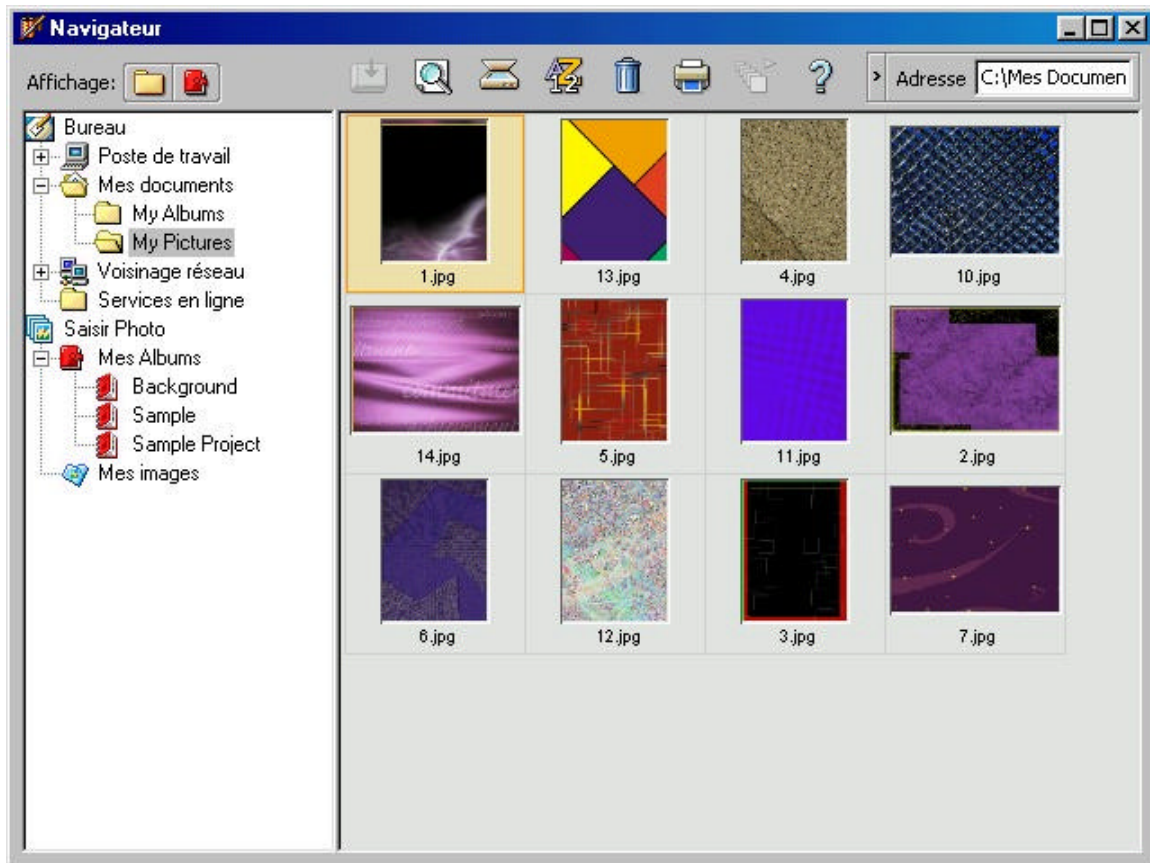 Navigateur
Affichage:
Adresse C:\Mes Documen
Bureau
Poste de travail
Mes documents
My Albums
My Pictures
Voisinage réseau
Services en ligne
Saisir Photo
Mes Albums
Background
Sample
Sample Project
Mes images
1.jpg 13.jpg 4.jpg 10.jpg
14.jpg 5.jpg 11.jpg 2.jpg
6.jpg 12.jpg 3.jpg 7.jpg